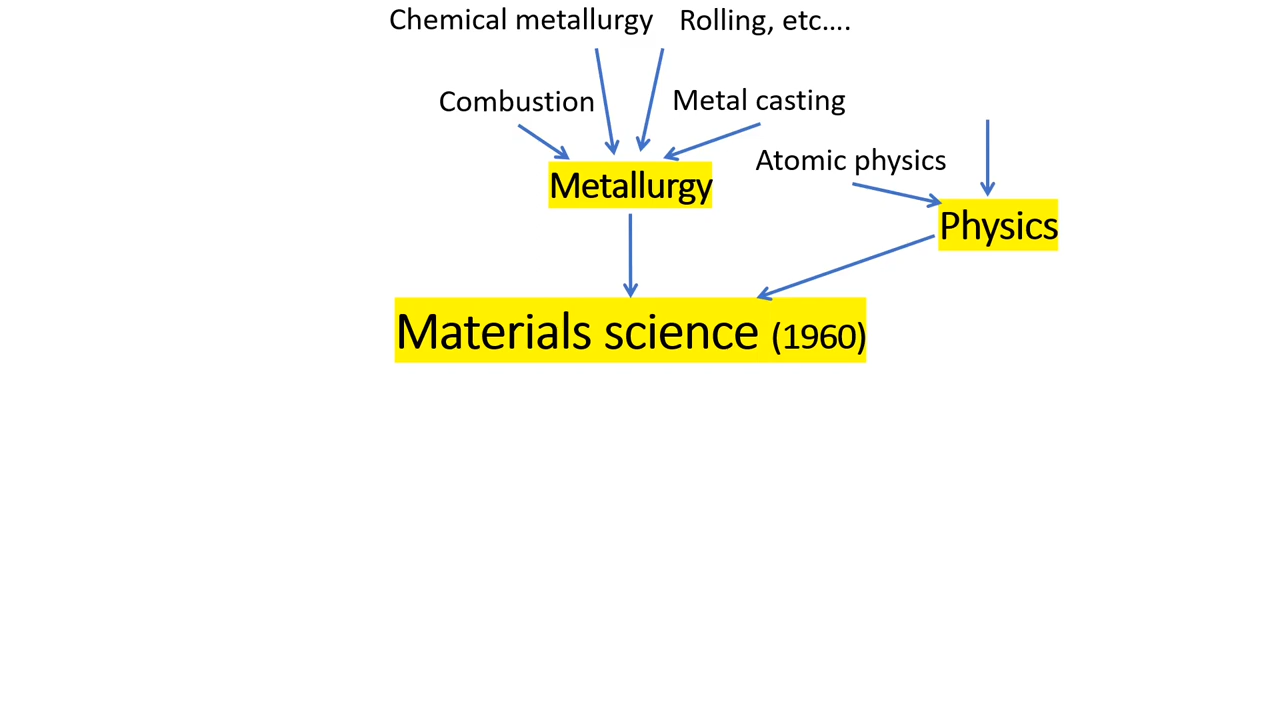 Chemical metallurgy
Rolling, etc....
Combustion
Metal casting
Atomic physics
Metallurgy
Physics
Materials science (1960)